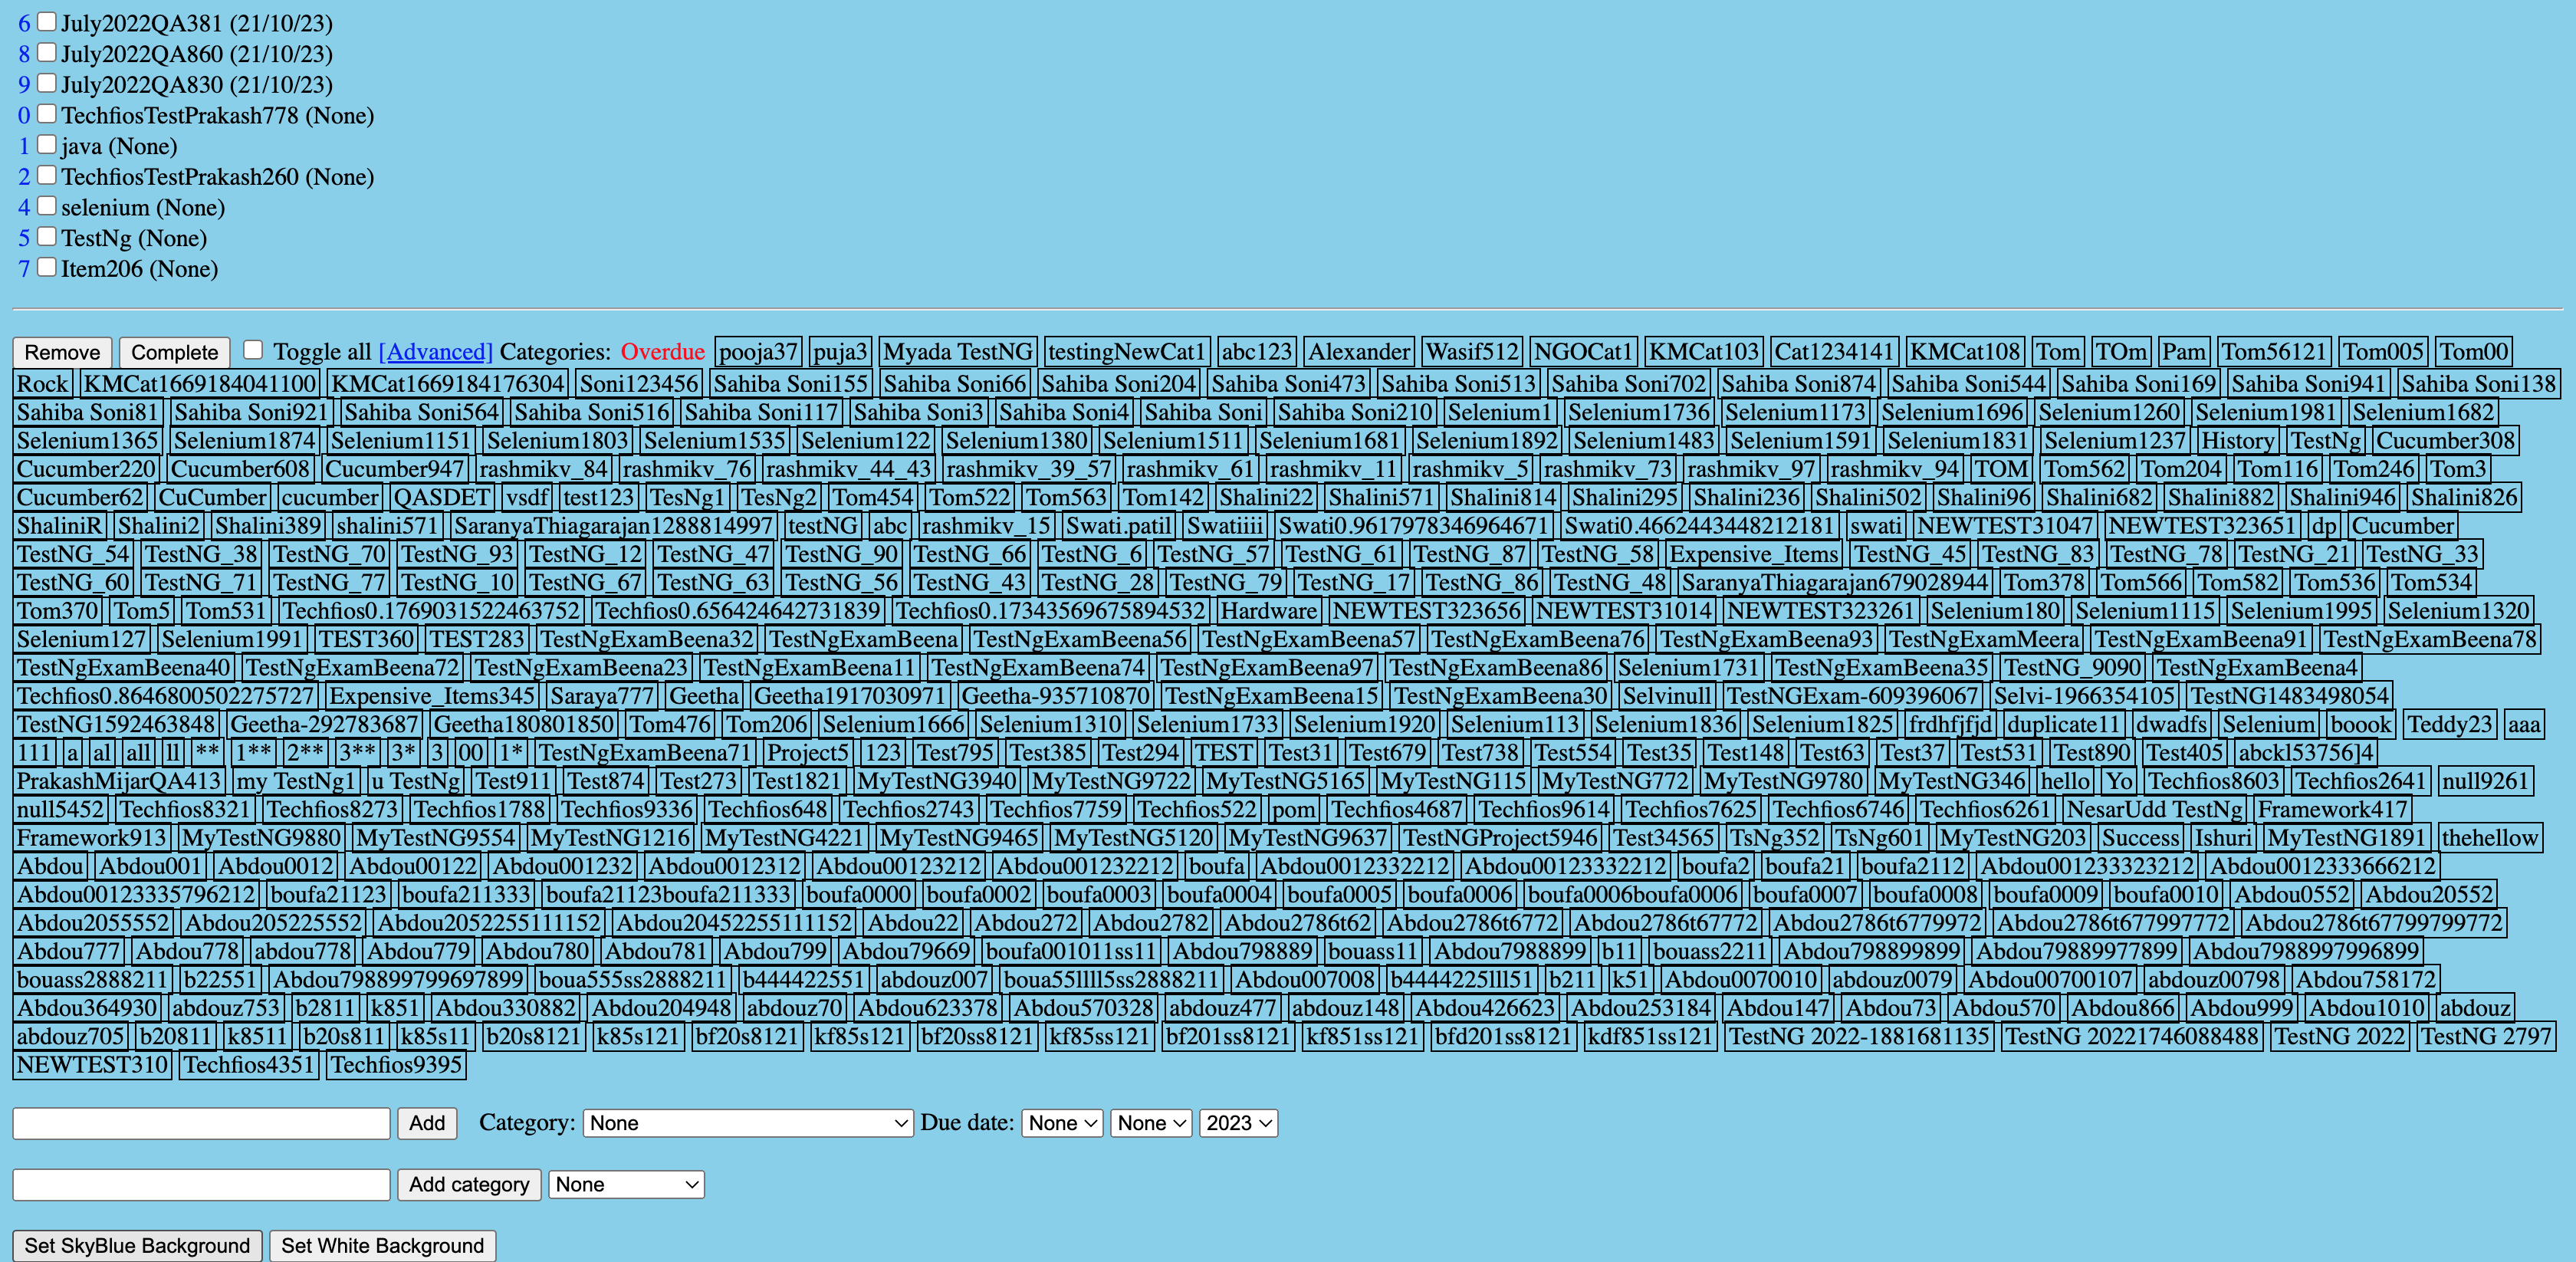 6 July2022QA381 (21/10/23)
8 July2022QA860 (21/10/23)
9 July2022QA830 (21/10/23)
0 TechfiosTestPrakash778 (None)
1 java (None)
2 TechfiosTestPrakash260 (None)
4 selenium (None)
5 TestNg (None)
7 Item206 (None)
Remove Complete Toggle all [Advanced] Categories: Overdue pooja37 puja3 Myada TestNG testingNewCat1 abc123 Alexander Wasif512 NGOCat1 KMCat103 Cat1234141 KMCat108 Tom TOm Pam Tom56121 Tom005 Tom00
Rock KMCat1669184041100 KMCat1669184176304 Soni123456 Sahiba Soni155 Sahiba Soni66 Sahiba Soni204 Sahiba Soni473 Sahiba Soni513 Sahiba Soni702 Sahiba Soni874 Sahiba Soni544 Sahiba Soni169 Sahiba Soni941 Sahiba Soni138
Sahiba Soni81 Sahiba Soni921 Sahiba Soni564 Sahiba Soni516 Sahiba Soni117 Sahiba Soni3 Sahiba Soni4 Sahiba Soni Sahiba Soni210 Selenium1 Selenium1736 Selenium1173 Selenium1696 Selenium1260 Selenium1981 Selenium1682
Selenium1365 Selenium1874 Selenium1151 Selenium1803 Selenium1535 Selenium122 Selenium1380 Selenium1511 Selenium1681 Selenium1892 Selenium1483 Selenium1591 Selenium1831 Selenium1237 History TestNg Cucumber308
Cucumber220 Cucumber608 Cucumber947 rashmikv_84 rashmikv_76 rashmikv_44_43 rashmikv_39_57 rashmikv_61 rashmikv_11 rashmikv_5 rashmikv_73 rashmikv_97 rashmikv_94 TOM Tom562 Tom204 Tom116 Tom246 Tom3
Cucumber62 CuCumber cucumber QASDET vsdf test123 TesNg1 TesNg2 Tom454 Tom522 Tom563 Tom142 Shalini22 Shalini571 Shalini814 Shalini295 Shalini236 Shalini502 Shalini96 Shalini682 Shalini882 Shalini946 Shalini826
ShaliniR Shalini2 Shalini389 shalini571 SaranyaThiagarajan1288814997 testNG abc rashmikv_15 Swati.patil Swatiiii Swati0.9617978346964671 Swati0.4662443448212181 swati NEWTEST31047 NEWTEST323651 dp Cucumber
TestNG_54 TestNG_38 TestNG_70 TestNG_93 TestNG_12 TestNG_47 TestNG_90 TestNG_66 TestNG_6 TestNG_57 TestNG_61 TestNG_87 TestNG_58 Expensive_Items TestNG_45 TestNG_83 TestNG_78 TestNG_21 TestNG_33
TestNG_60 TestNG_71 TestNG_77 TestNG_10 TestNG_67 TestNG_63 TestNG_56 TestNG_43 TestNG_28 TestNG_79 TestNG_17 TestNG_86 TestNG_48 SaranyaThiagarajan679028944 Tom378 Tom566 Tom582 Tom536 Tom534
Tom370 Tom5 Tom531 Techfios0.1769031522463752 Techfios0.656424642731839 Techfios0.17343569675894532 Hardware NEWTEST323656 NEWTEST31014 NEWTEST323261 Selenium180 Selenium1115 Selenium1995 Selenium1320
Selenium127 Selenium1991 TEST360 TEST283 TestNgExamBeena32 TestNgExamBeena TestNgExamBeena56 TestNgExamBeena57 TestNgExamBeena76 TestNgExamBeena93 TestNgExamMeera TestNgExamBeena91 TestNgExamBeena78
TestNgExamBeena40 TestNgExamBeena72 TestNgExamBeena23 TestNgExamBeena11 TestNgExamBeena74 TestNgExamBeena97 TestNgExamBeena86 Selenium1731 TestNgExamBeena35 TestNG_9090 TestNgExamBeena4
Techfios0.8646800502275727 Expensive_Items345 Saraya777 Geetha Geetha1917030971 Geetha-935710870 TestNgExamBeena15 TestNgExamBeena30 Selvinull TestNGExam-609396067 Selvi-1966354105 TestNG1483498054
TestNG1592463848 Geetha-292783687 Geetha180801850 Tom476 Tom206 Selenium1666 Selenium1310 Selenium1733 Selenium1920 Selenium113 Selenium1836 Selenium1825 frdhfjfjd duplicate11 dwadfs Selenium boook Teddy23 aaa
111 a al all ll ** 1** 2** 3** 3* 3 00 1* TestNgExamBeena71 Project5 123 Test795 Test385 Test294 TEST Test31 Test679 Test738 Test554 Test35 Test148 Test63 Test37 Test531 Test890 Test405 abckl53756]4
PrakashMijarQA413 my TestNg1 u TestNg Test911 Test874 Test273 Test1821 MyTestNG3940 MyTestNG9722 MyTestNG5165 MyTestNG115 MyTestNG772 MyTestNG9780 MyTestNG346 hello Yo Techfios8603 Techfios2641 null9261
null5452 Techfios8321 Techfios8273 Techfios1788 Techfios9336 Techfios648 Techfios2743 Techfios7759 Techfios522 pom Techfios4687 Techfios9614 Techfios7625 Techfios6746 Techfios6261 NesarUdd TestNg Framework417
Framework913 MyTestNG9880 MyTestNG9554 MyTestNG1216 MyTestNG4221 MyTestNG9465 MyTestNG5120 MyTestNG9637 TestNGProject5946 Test34565 TsNg352 TsNg601 MyTestNG203 Success Ishuri MyTestNG1891 thehellow
Abdou Abdou001 Abdou0012 Abdou00122 Abdou001232 Abdou0012312 Abdou00123212 Abdou001232212 boufa Abdou0012332212 Abdou00123332212 boufa2 boufa21 boufa2112 Abdou001233323212 Abdou0012333666212
Abdou00123335796212 boufa21123 boufa211333 boufa21123boufa211333 boufa0000 boufa0002 boufa0003 boufa0004 boufa0005 boufa0006 boufa0006boufa0006 boufa0007 boufa0008 boufa0009 boufa0010 Abdou0552 Abdou20552
Abdou2055552 Abdou205225552 Abdou2052255111152 Abdou20452255111152 Abdou22 Abdou272 Abdou2782 Abdou2786t62 Abdou2786t6772 Abdou2786t67772 Abdou2786t6779972 Abdou2786t677997772 Abdou2786t67799799772
Abdou777 Abdou778 abdou778 Abdou779 Abdou780 Abdou781 Abdou799 Abdou79669 boufa001011ss11 Abdou798889 bouass11 Abdou7988899 b11 bouass2211 Abdou798899899 Abdou79889977899 Abdou7988997996899
bouass2888211 b22551 Abdou798899799697899 boua555ss2888211 b444422551 abdouz007 boua55llll5ss2888211 Abdou007008 b4444225lll51 b211 k51 Abdou0070010 abdouz0079 Abdou00700107 abdouz00798 Abdou758172
Abdou364930 abdouz753 b2811 k851 Abdou330882 Abdou204948 abdouz70 Abdou623378 Abdou570328 abdouz477 abdouz148 Abdou426623 Abdou253184 Abdou147 Abdou73 Abdou570 Abdou866 Abdou999 Abdou1010 abdouz
abdouz705 b20811 k8511 b20s811 k85s11 b20s8121 k85s121 bf20s8121 kf85s121 bf20ss8121 kf85ss121 bf201ss8121 kf851ss121 bfd201ss8121 kdf851ss121 TestNG 2022-1881681135 TestNG 20221746088488 TestNG 2022 TestNG 2797
NEWTEST310 Techfios4351 Techfios9395
Add Category: None Due date: None None 2023
Add category None
Set SkyBlue Background Set White Background